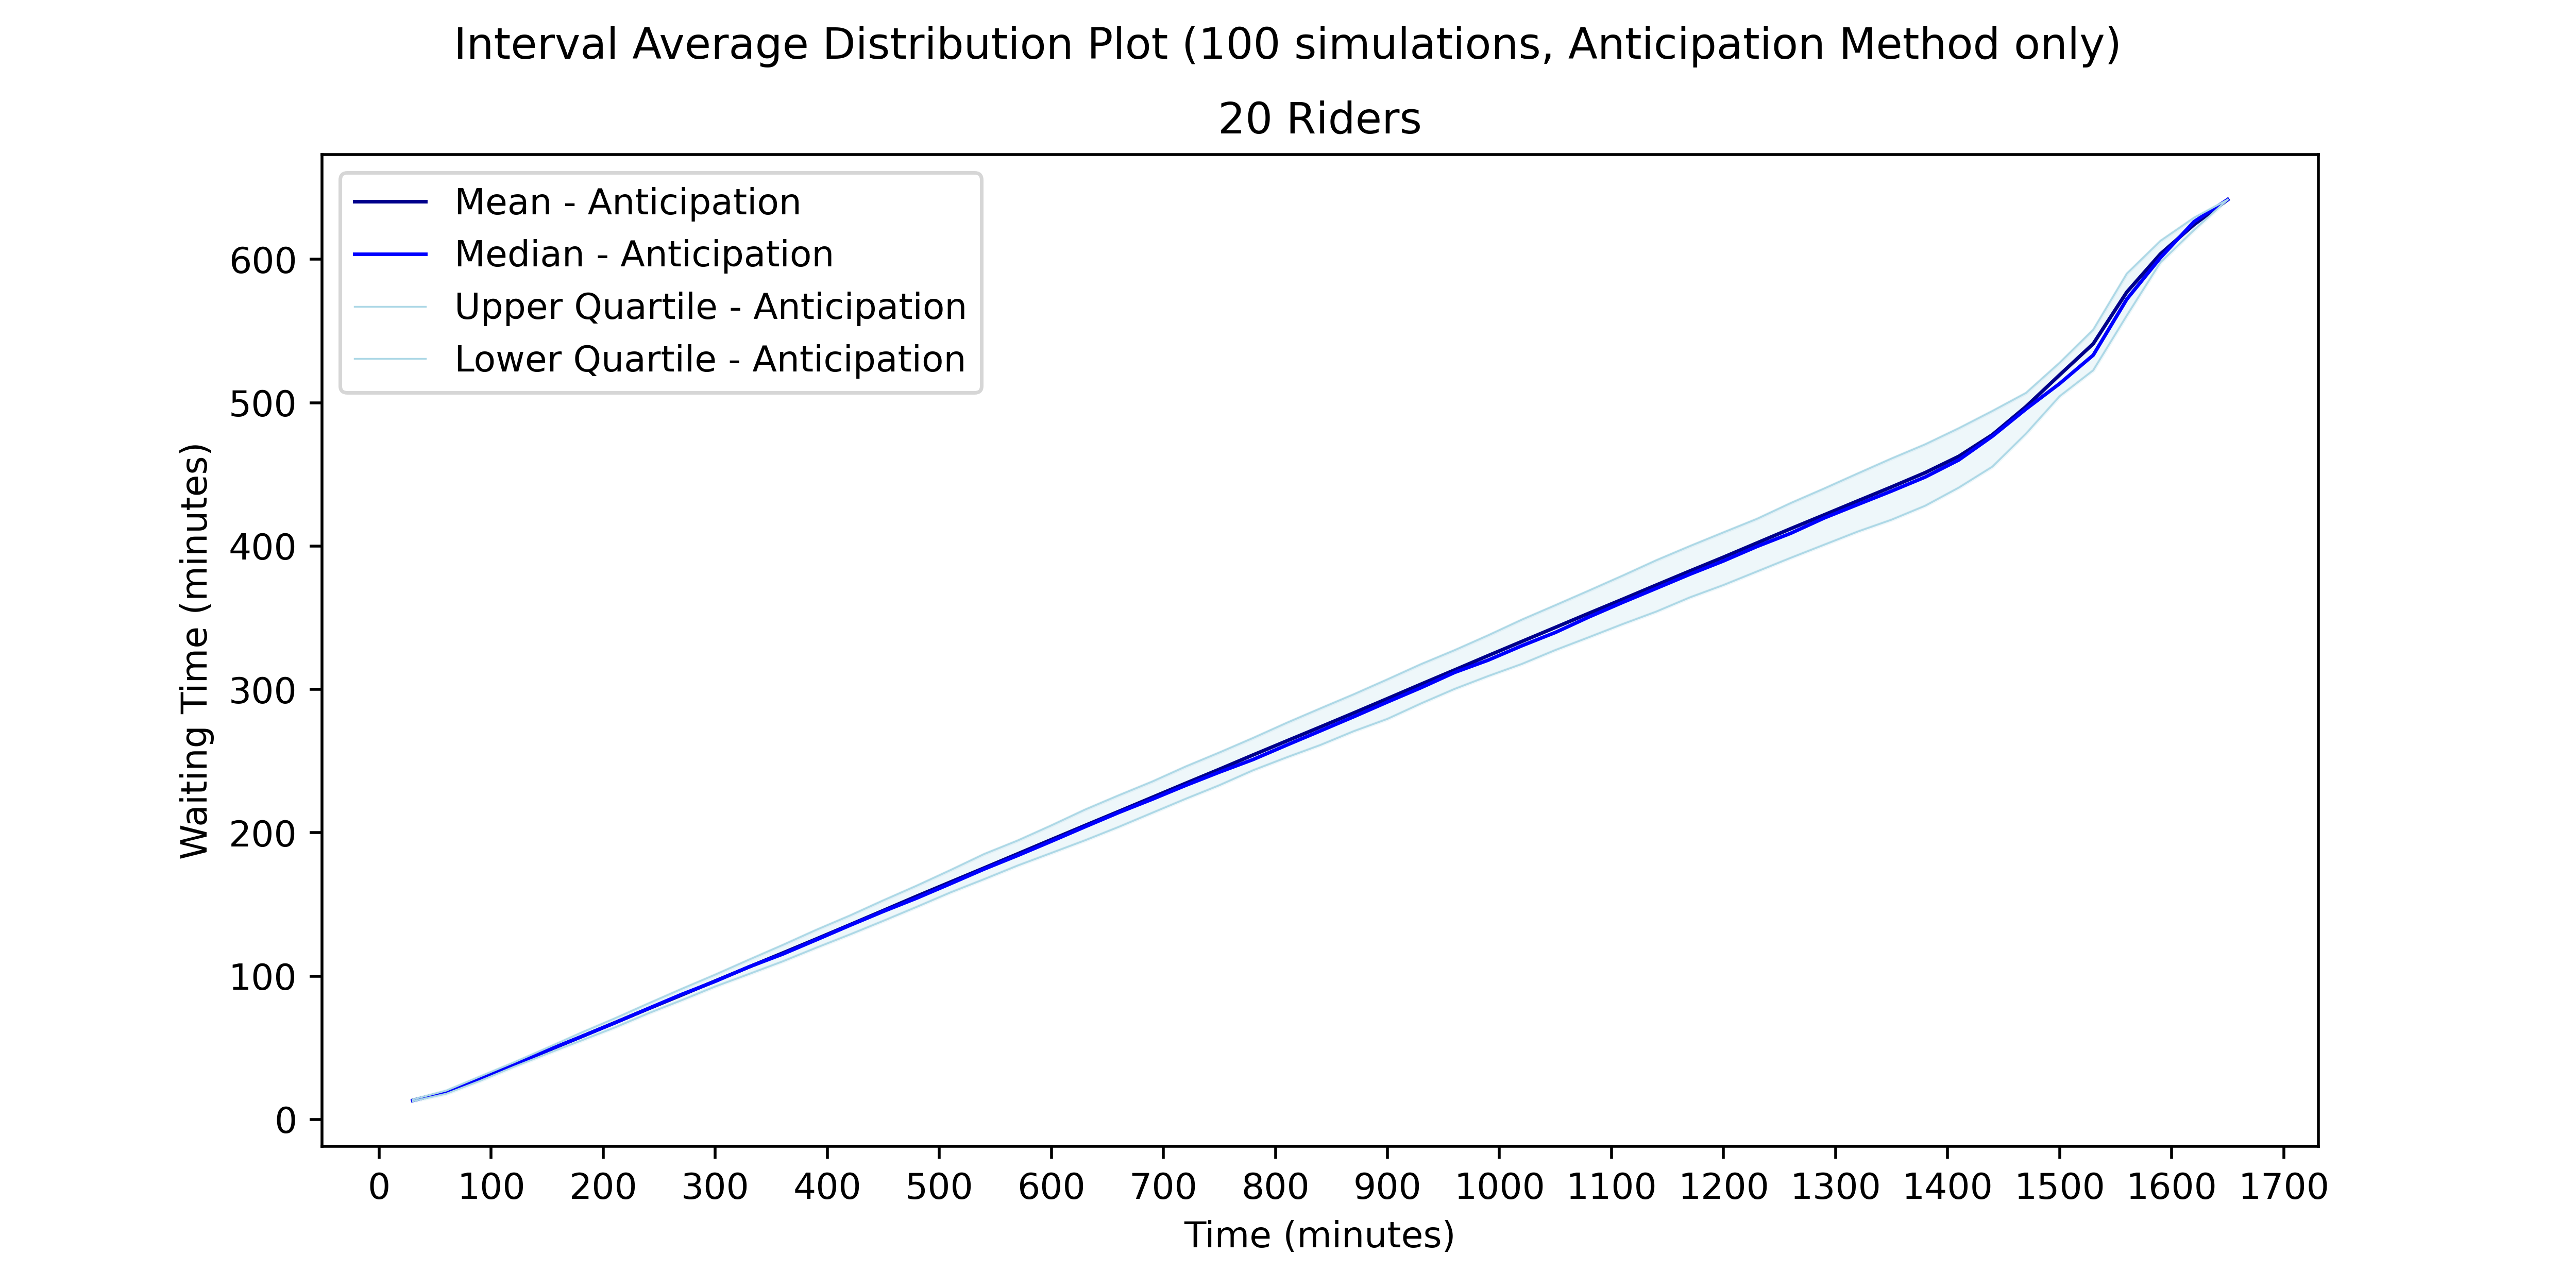 Interval Average Distribution Plot (100 simulations, Anticipation Method only)
20 Riders
Mean - Anticipation
Median - Anticipation
Upper Quartile - Anticipation
Lower Quartile - Anticipation
Waiting Time (minutes)
600
500
400
300
200
100
0
0 100 200 300 400 500 600 700 800 900 1000 1100 1200 1300 1400 1500 1600 1700
Time (minutes)